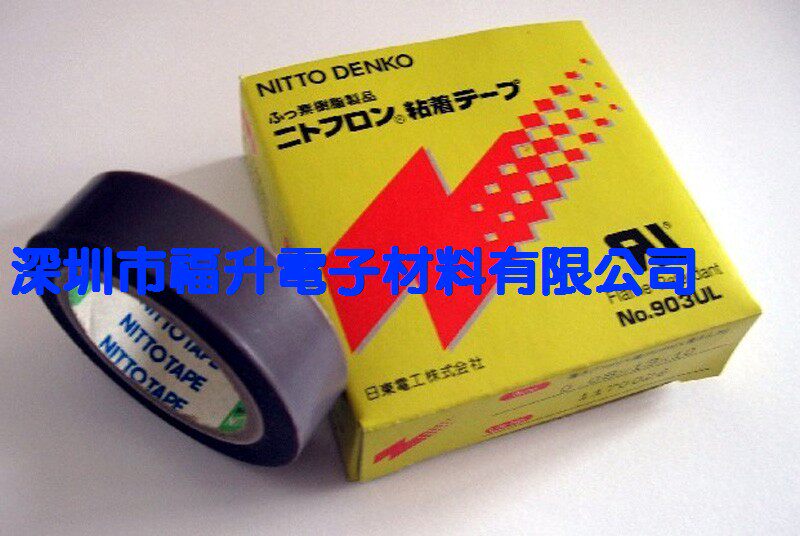 NITTO DENKO
ふっ素樹脂製品
ニトフロン® 粘着テープ
深圳市福升電子材料有限公司
No.903UL
日東電工株式会社
NITTO TAPE
NITTO TAPE
NITTO TAPE